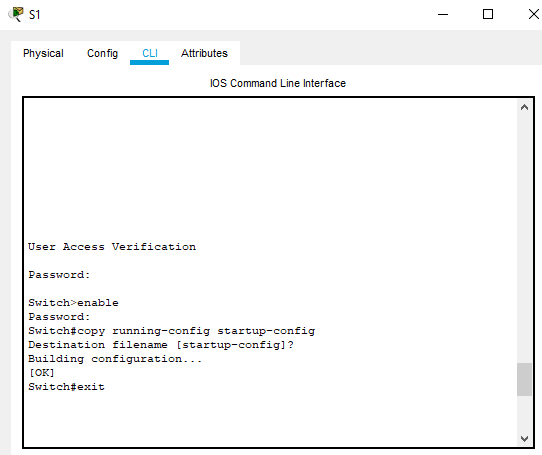 S1
Physical Config CLI Attributes
IOS Command Line Interface
User Access Verification
Password:
Switch>enable
Password:
Switch#copy running-config startup-config
Destination filename [startup-config]?
Building configuration...
[OK]
Switch#exit